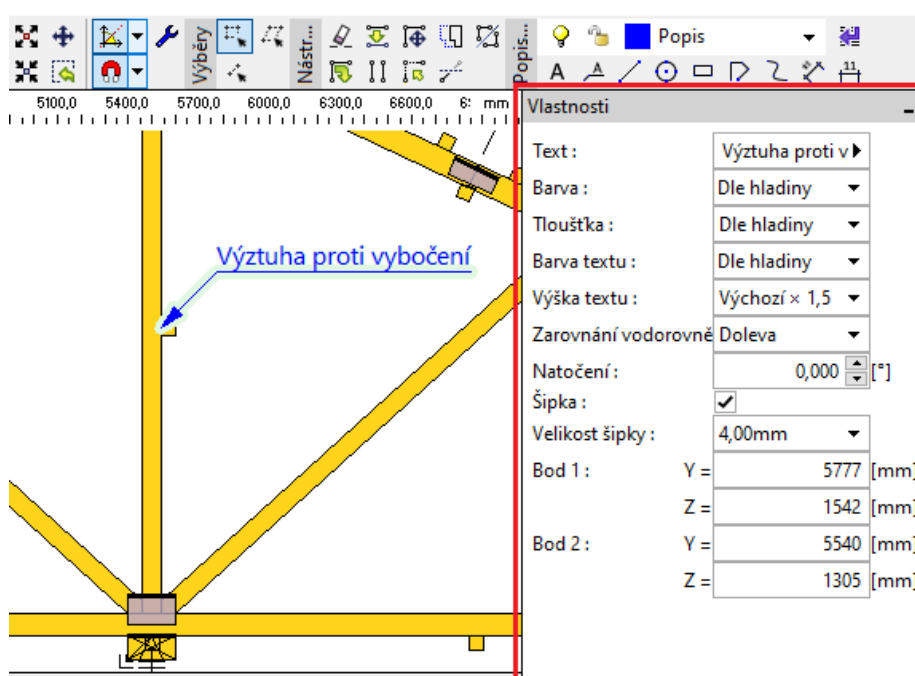 Výběry
Nástr...
Popis...
Popis
A A
11
5100,0 5400,0 5700,0 6000,0 6300,0 6600,0 6: mm
Vlastnosti
Text :
Výztuha proti v
Barva :
Dle hladiny
Tloušťka :
Dle hladiny
Barva textu :
Dle hladiny
Výška textu :
Výchozí × 1,5
Zarovnání vodorovně
Doleva
Natočení :
0,000 [°]
Šipka :
Velikost šipky :
4,00mm
Bod 1 : Y = 5777 [mm]
Z = 1542 [mm]
Bod 2 : Y = 5540 [mm]
Z = 1305 [mm]
Výztuha proti vybočení